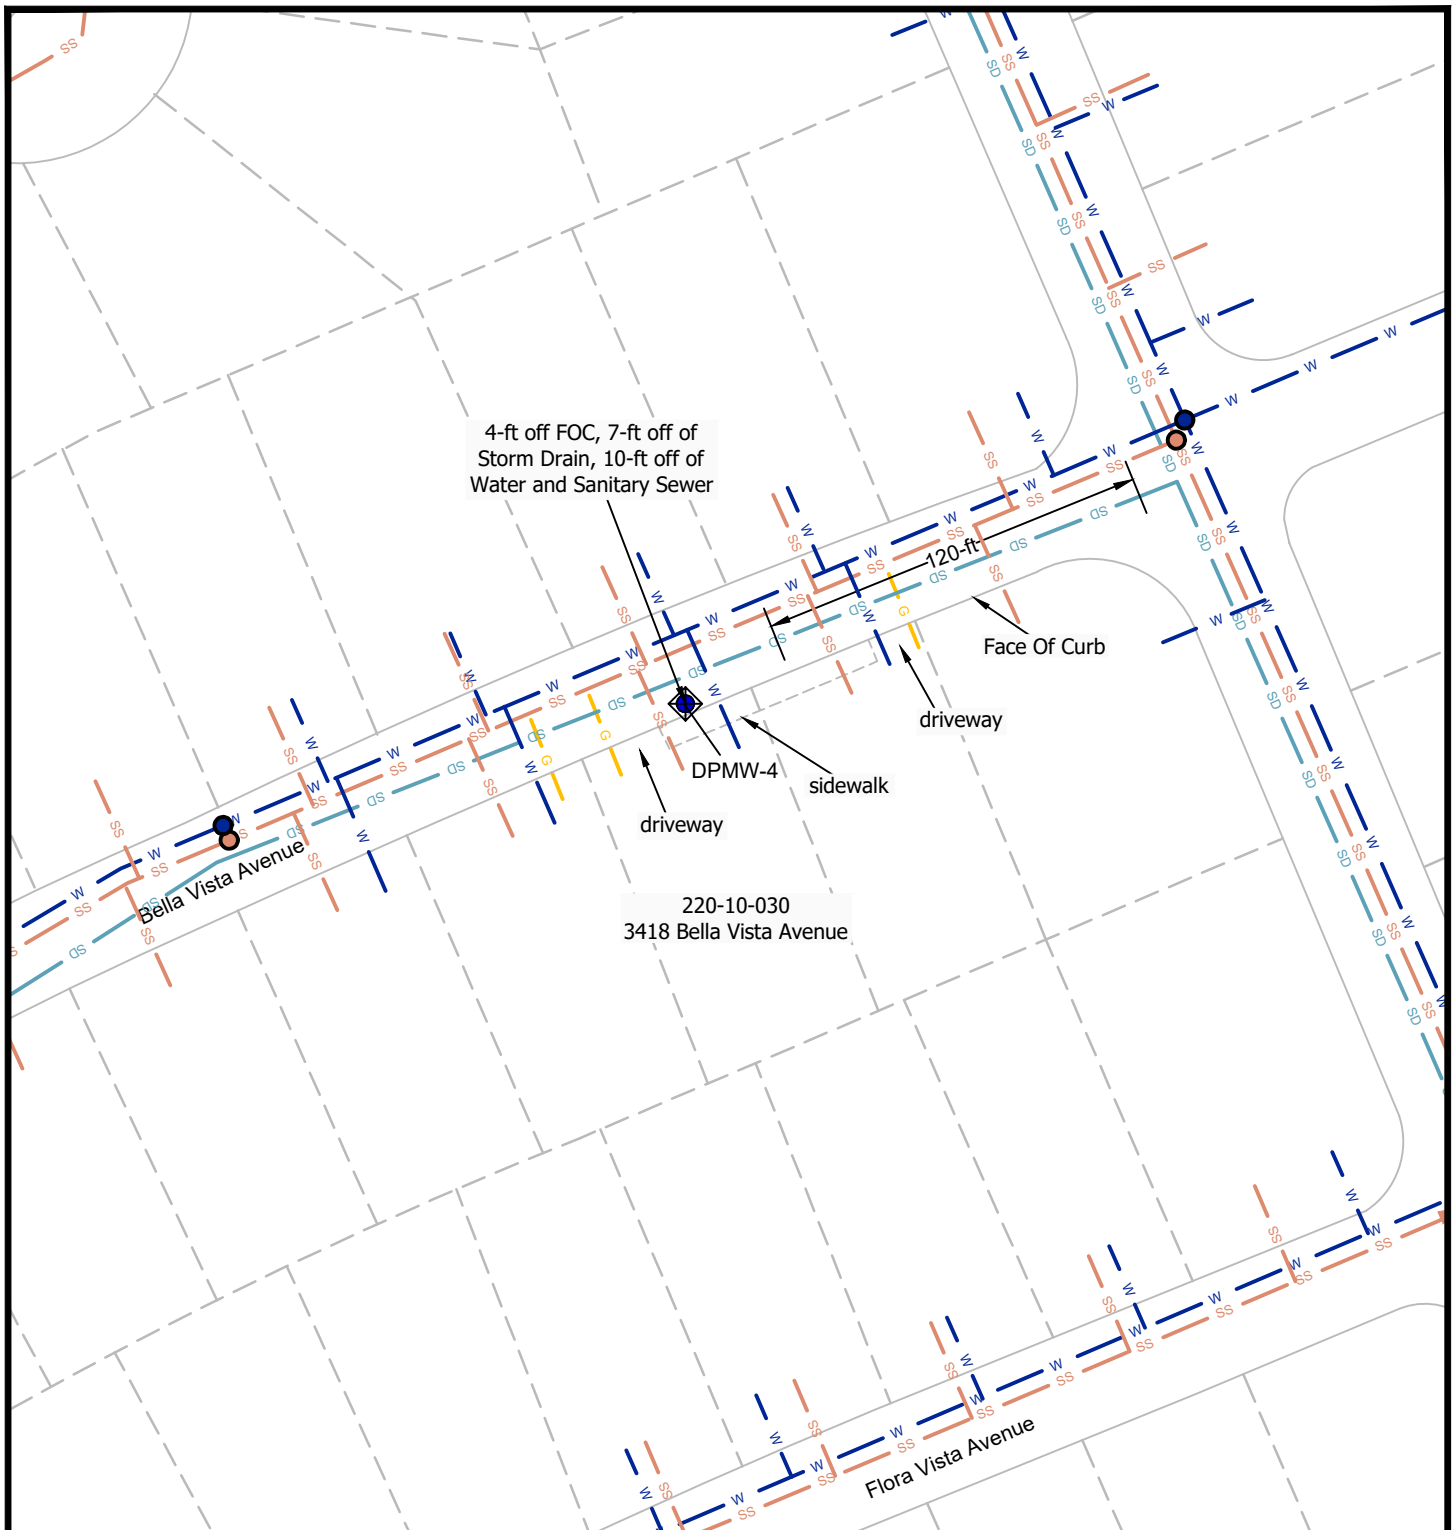 4-ft off FOC, 7-ft off of
Storm Drain, 10-ft off of
Water and Sanitary Sewer
120-ft
Face Of Curb
driveway
DPMW-4
sidewalk
driveway
Bella Vista Avenue
220-10-030
3418 Bella Vista Avenue
Flora Vista Avenue
SS
W
SD
G